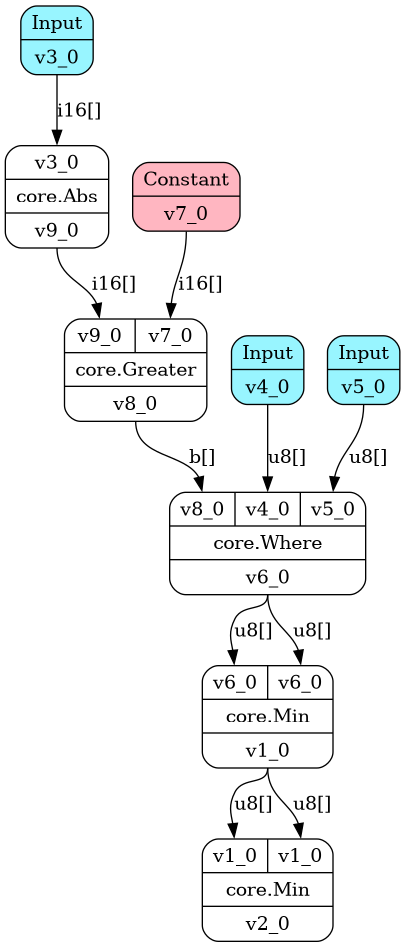 Input
v3_0
i16[]
v3_0
core.Abs
v9_0
Constant
v7_0
i16[]
i16[]
v9_0 v7_0
core.Greater
v8_0
Input
v4_0
Input
v5_0
b[]
u8[]
u8[]
v8_0 v4_0 v5_0
core.Where
v6_0
u8[]
u8[]
v6_0 v6_0
core.Min
v1_0
u8[]
u8[]
v1_0 v1_0
core.Min
v2_0